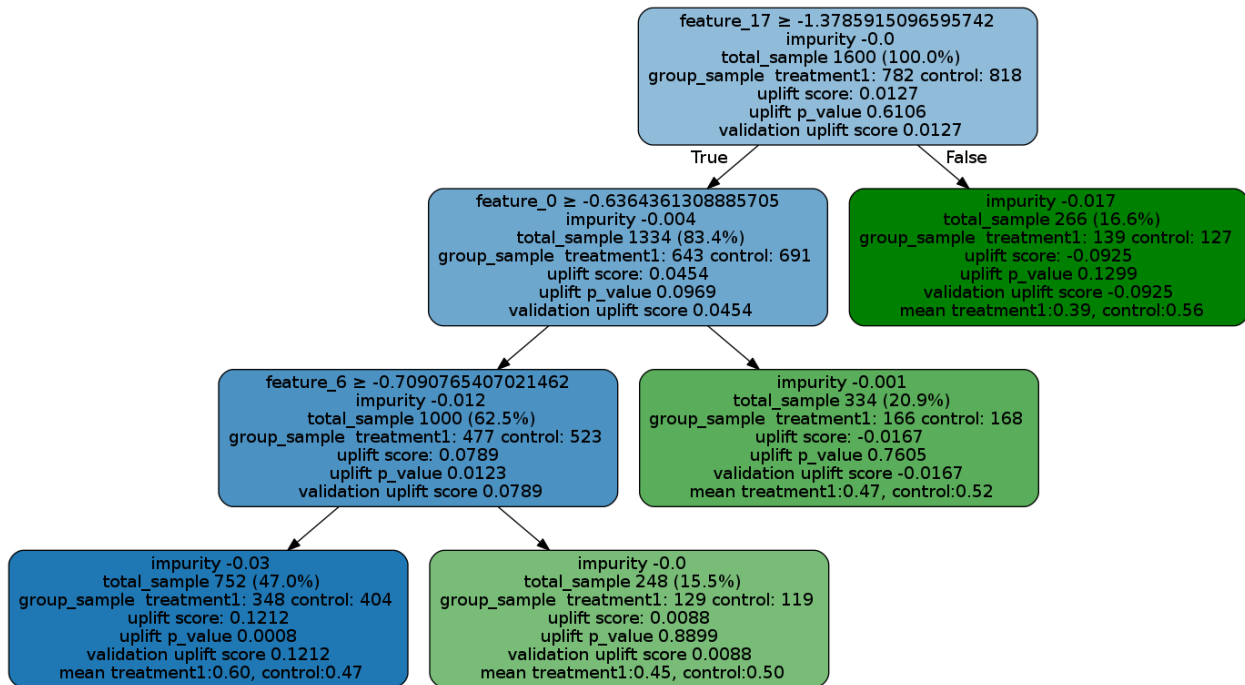 feature_17 ≥ -1.3785915096595742
impurity -0.0
total_sample 1600 (100.0%)
group_sample  treatment1: 782 control: 818
uplift score: 0.0127
uplift p_value 0.6106
validation uplift score 0.0127
True
False
feature_0 ≥ -0.6364361308885705
impurity -0.004
total_sample 1334 (83.4%)
group_sample  treatment1: 643 control: 691
uplift score: 0.0454
uplift p_value 0.0969
validation uplift score 0.0454
impurity -0.017
total_sample 266 (16.6%)
group_sample  treatment1: 139 control: 127
uplift score: -0.0925
uplift p_value 0.1299
validation uplift score -0.0925
mean treatment1:0.39, control:0.56
feature_6 ≥ -0.7090765407021462
impurity -0.012
total_sample 1000 (62.5%)
group_sample  treatment1: 477 control: 523
uplift score: 0.0789
uplift p_value 0.0123
validation uplift score 0.0789
impurity -0.001
total_sample 334 (20.9%)
group_sample  treatment1: 166 control: 168
uplift score: -0.0167
uplift p_value 0.7605
validation uplift score -0.0167
mean treatment1:0.47, control:0.52
impurity -0.03
total_sample 752 (47.0%)
group_sample  treatment1: 348 control: 404
uplift score: 0.1212
uplift p_value 0.0008
validation uplift score 0.1212
mean treatment1:0.60, control:0.47
impurity -0.0
total_sample 248 (15.5%)
group_sample  treatment1: 129 control: 119
uplift score: 0.0088
uplift p_value 0.8899
validation uplift score 0.0088
mean treatment1:0.45, control:0.50